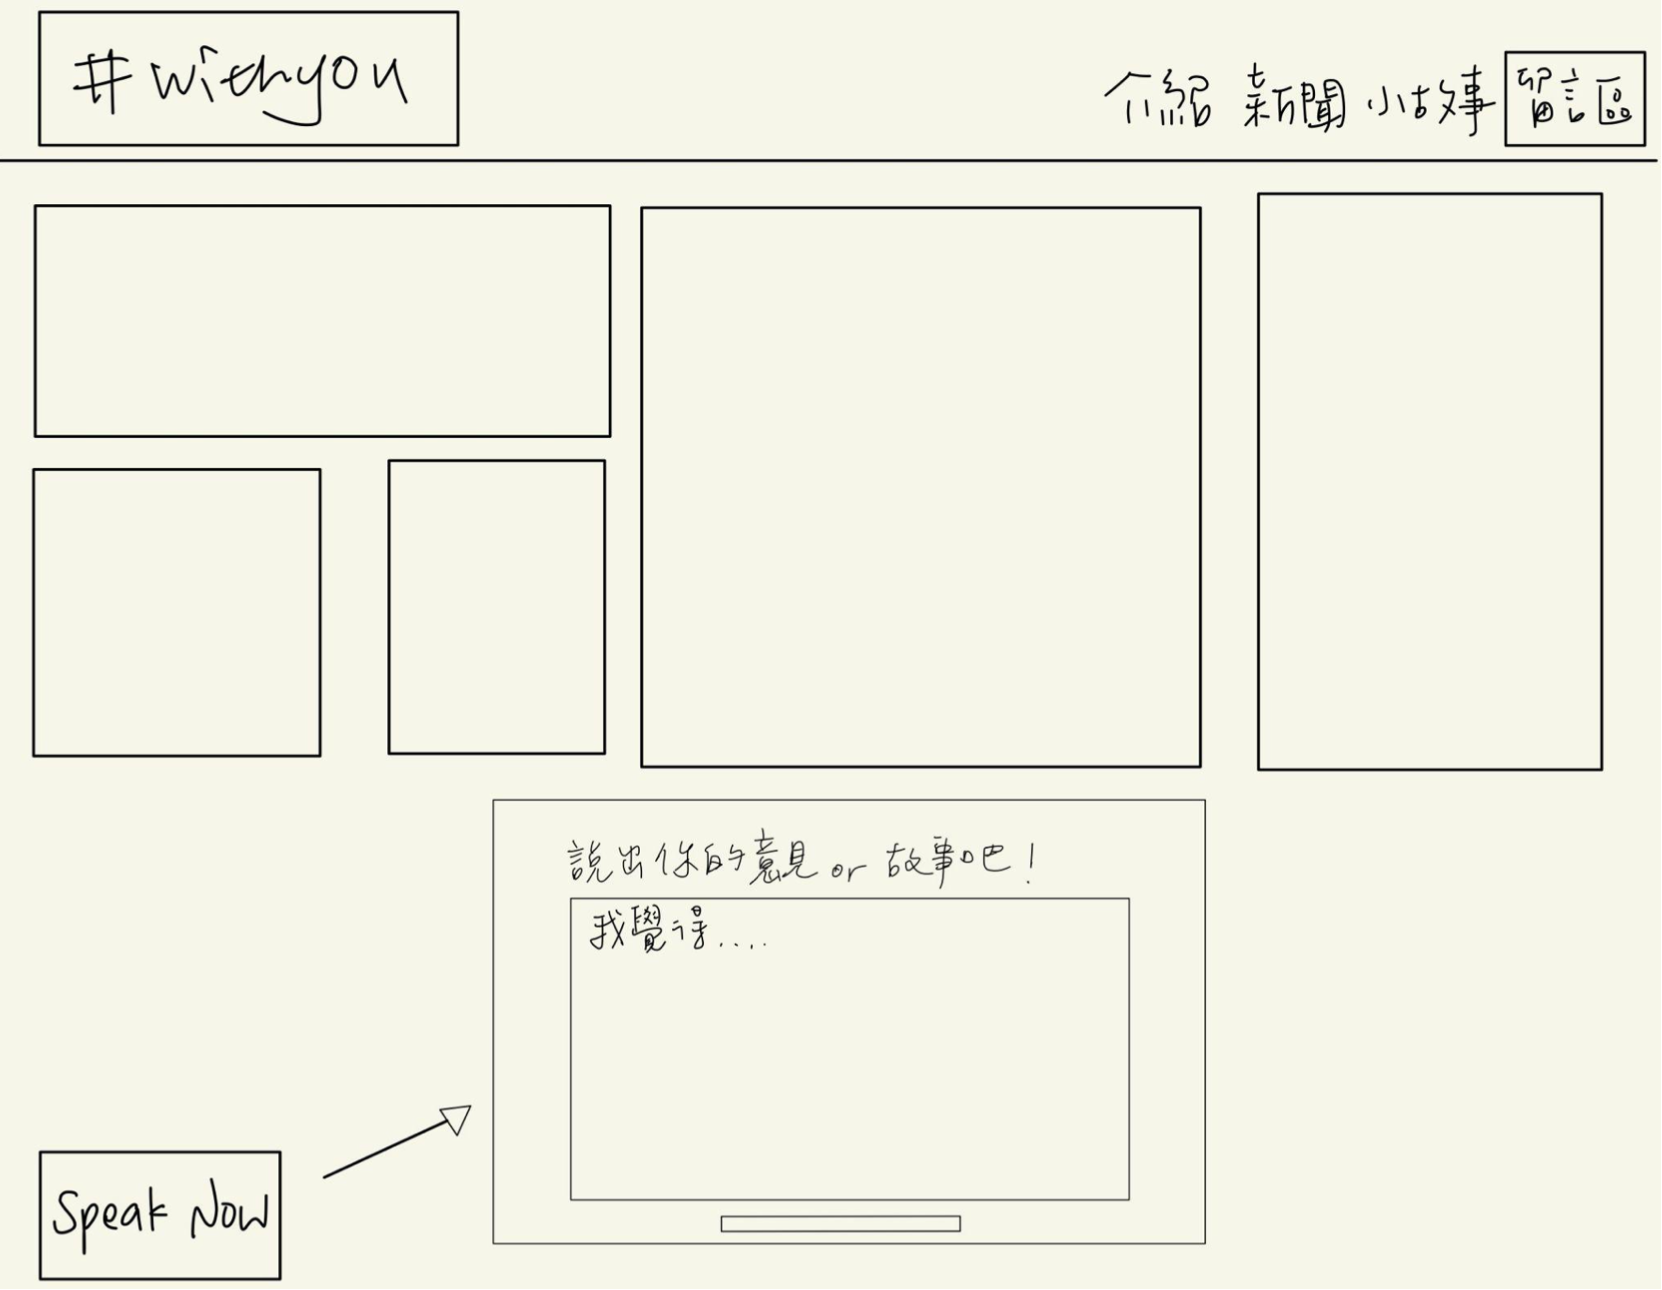 #withyou
介紹 新聞 小故事 留言區
說出你的意見 or 故事吧!
我覺得....
Speak Now